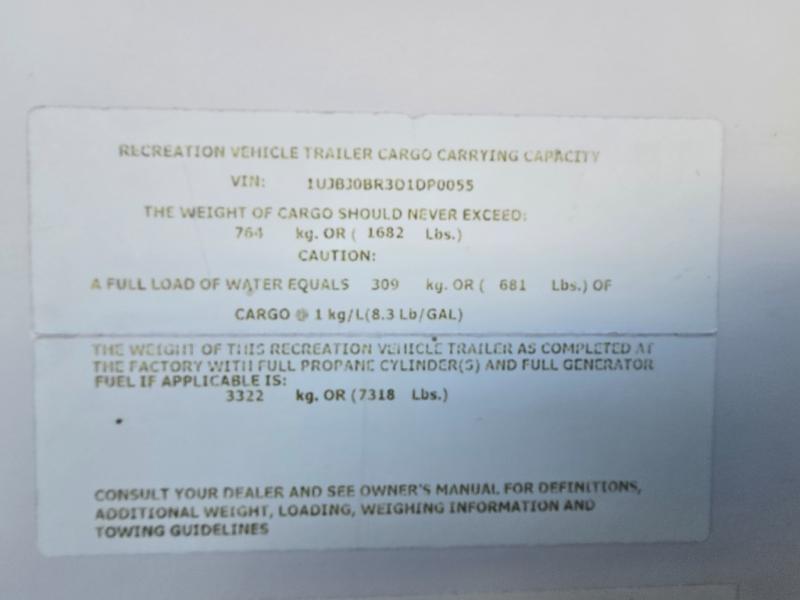 RECREATION VEHICLE TRAILER CARGO CARRYING CAPACITY
VIN: 1UJBJ0BR3D1DP0055
THE WEIGHT OF CARGO SHOULD NEVER EXCEED:
764 kg. OR ( 1682 Lbs.)
CAUTION:
A FULL LOAD OF WATER EQUALS 309 kg. OR ( 681 Lbs.) OF
CARGO @ 1 kg/L(8.3 Lb/GAL)
THE WEIGHT OF THIS RECREATION VEHICLE TRAILER AS COMPLETED AT
THE FACTORY WITH FULL PROPANE CYLINDER(S) AND FULL GENERATOR
FUEL IF APPLICABLE IS:
3322 kg. OR (7318 Lbs.)
CONSULT YOUR DEALER AND SEE OWNER'S MANUAL FOR DEFINITIONS,
ADDITIONAL WEIGHT, LOADING, WEIGHING INFORMATION AND
TOWING GUIDELINES